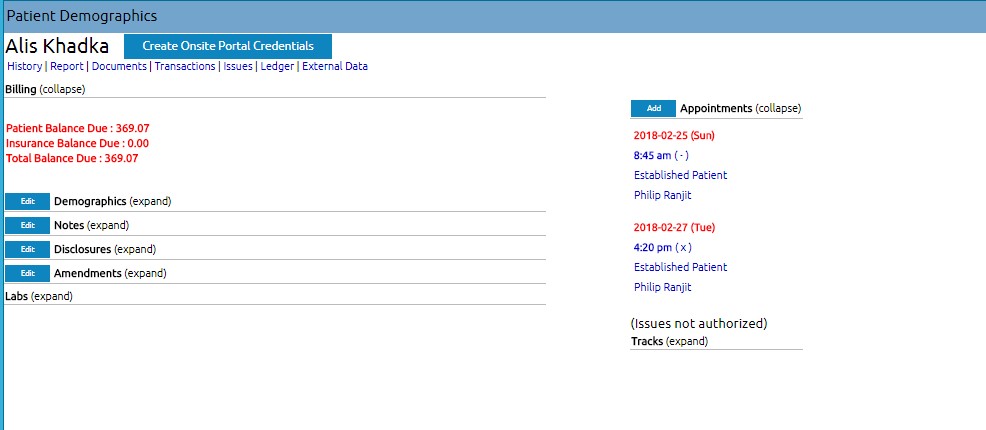 Patient Demographics
Alis Khadka Create Onsite Portal Credentials
History | Report | Documents | Transactions | Issues | Ledger | External Data
Billing (collapse)
Patient Balance Due : 369.07
Insurance Balance Due : 0.00
Total Balance Due : 369.07
Edit Demographics (expand)
Edit Notes (expand)
Edit Disclosures (expand)
Edit Amendments (expand)
Labs (expand)
Add Appointments (collapse)
2018-02-25 (Sun)
8:45 am ( - )
Established Patient
Philip Ranjit
2018-02-27 (Tue)
4:20 pm ( x )
Established Patient
Philip Ranjit
(Issues not authorized)
Tracks (expand)